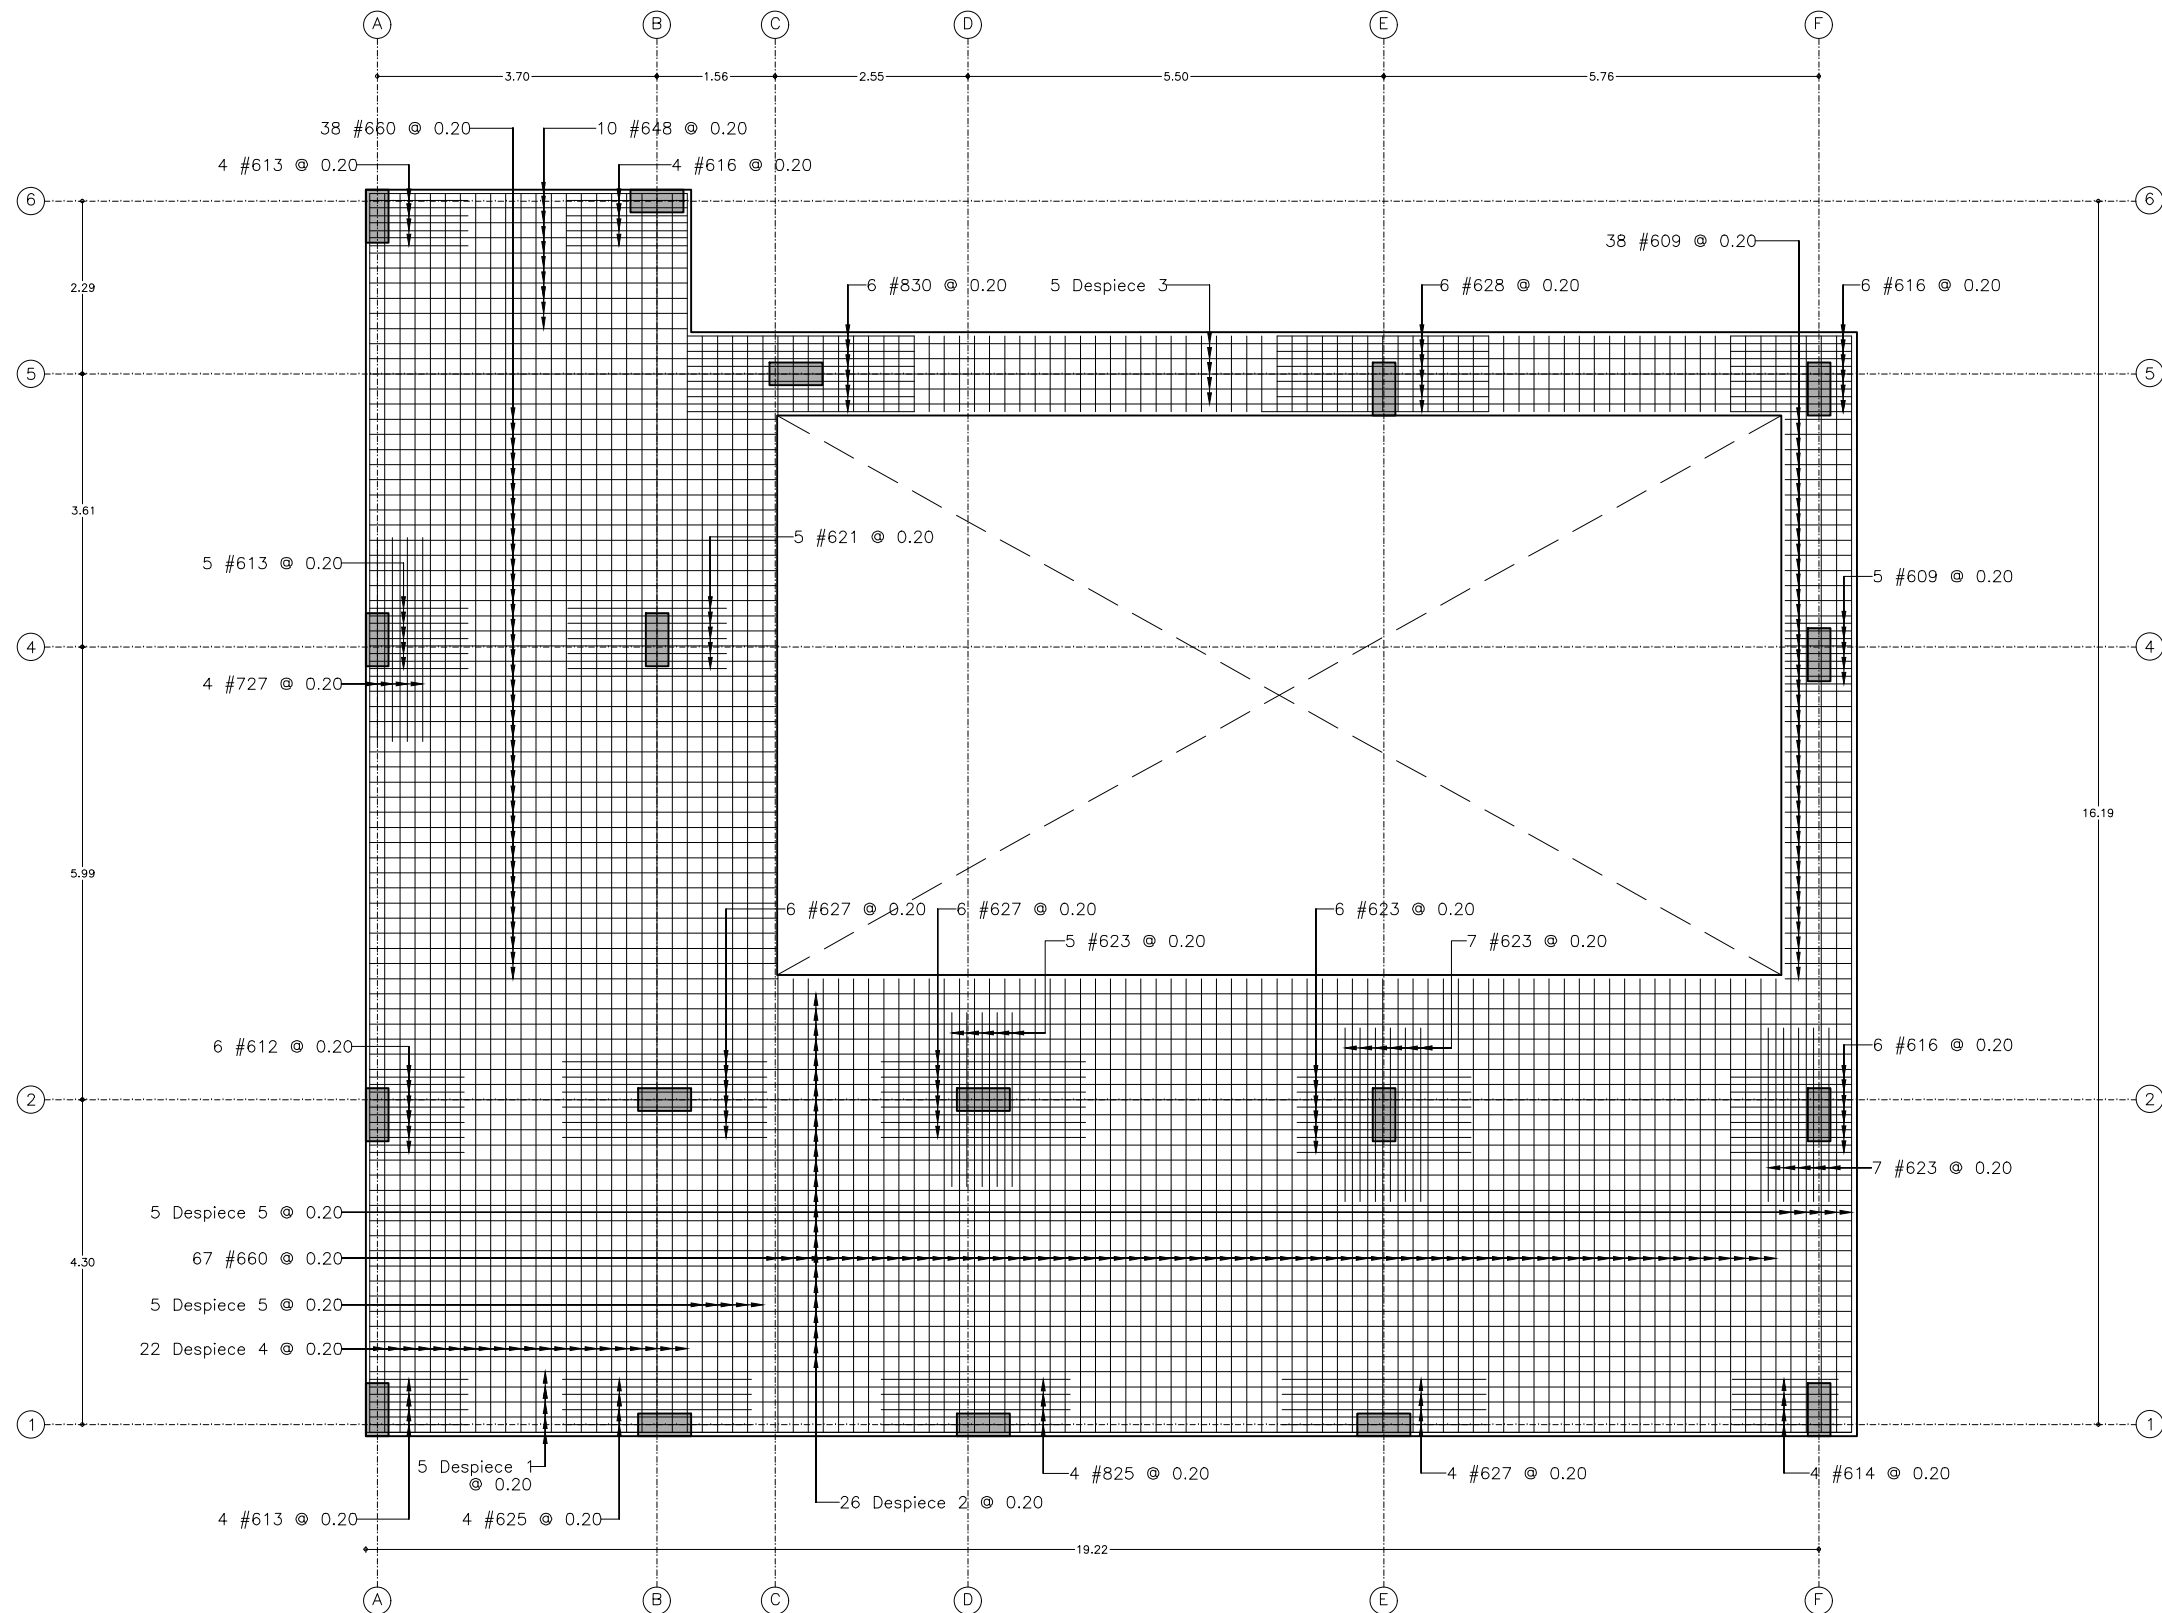 A B C D E F
3.70 1.56 2.55 5.50 5.76
38 #660 @ 0.20
10 #648 @ 0.20
4 #613 @ 0.20
4 #616 @ 0.20
6 6
38 #609 @ 0.20
2.29
6 #830 @ 0.20
5 Despiece 3
6 #628 @ 0.20
6 #616 @ 0.20
5 5
3.61
5 #621 @ 0.20
5 #613 @ 0.20
5 #609 @ 0.20
4 4
4 #727 @ 0.20
16.19
5.99
6 #627 @ 0.20
6 #627 @ 0.20
6 #623 @ 0.20
5 #623 @ 0.20
7 #623 @ 0.20
6 #612 @ 0.20
6 #616 @ 0.20
2 2
7 #623 @ 0.20
5 Despiece 5 @ 0.20
67 #660 @ 0.20
4.30
5 Despiece 5 @ 0.20
22 Despiece 4 @ 0.20
1 1
5 Despiece 1
@ 0.20
4 #825 @ 0.20
4 #627 @ 0.20
4 #614 @ 0.20
26 Despiece 2 @ 0.20
4 #613 @ 0.20
4 #625 @ 0.20
19.22
A B C D E F